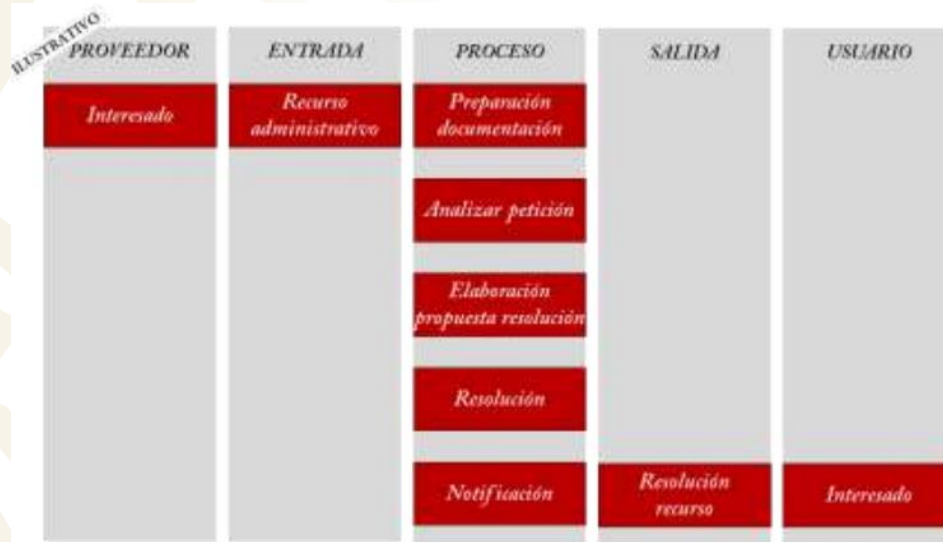 ILUSTRATIVO
PROVEEDOR
ENTRADA
PROCESO
SALIDA
USUARIO
Interesado
Recurso
administrativo
Preparación
documentación
Analizar petición
Elaboración
propuesta resolución
Resolución
Notificación
Resolución
recurso
Interesado